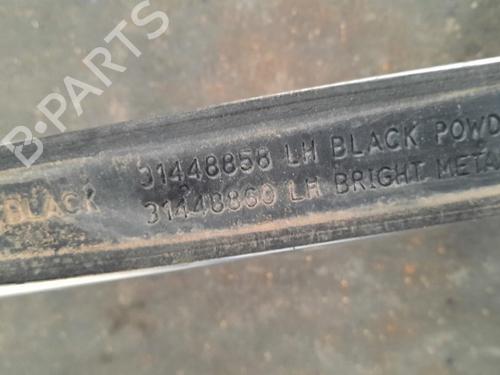 31448858 LH BLACK POWD
BLACK 31448860 LH BRIGHT META
B-Parts